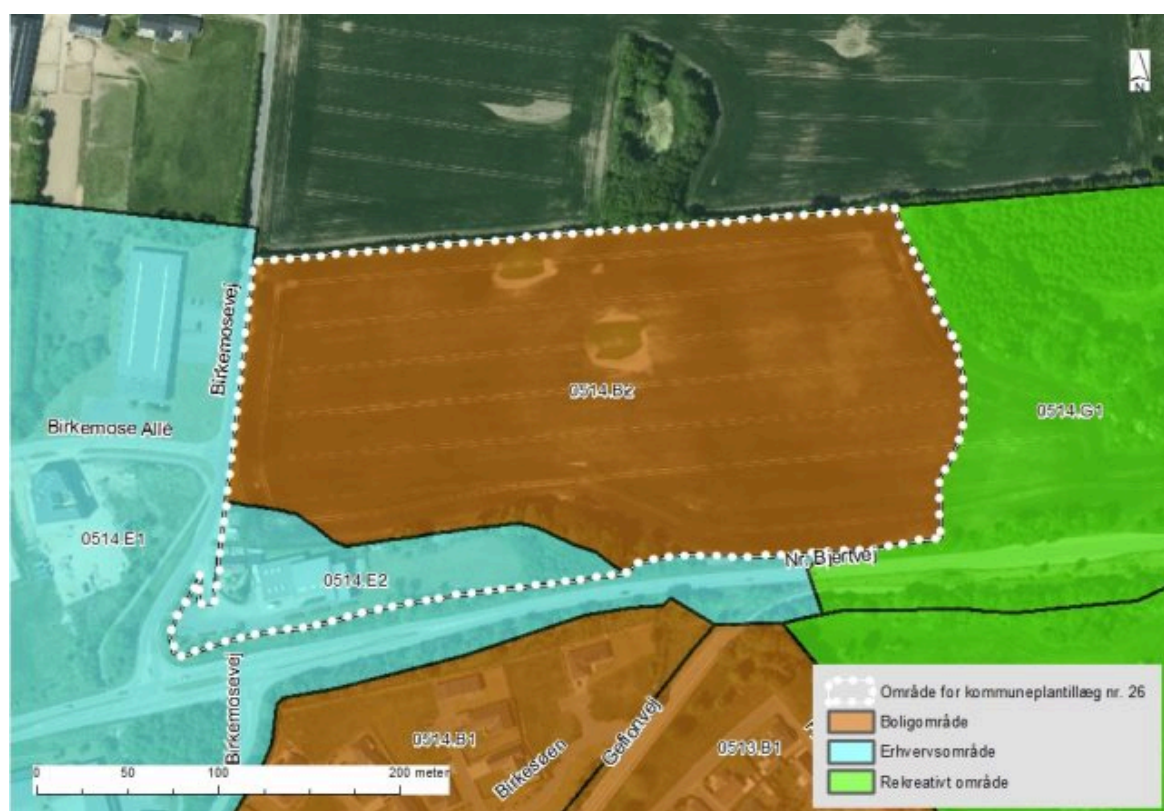 N
Birkemosevej
0514.B2
Birkemose Allé
0514.G1
0514.E1
Nr. Bjertvej
0514.E2
Birkemosevej
0514.B1
Birkesøen
Gejlonvej
0513.B1
0 50 100 200 meter
Område for kommuneplantillæg nr. 26
Boligområde
Erhvervsområde
Rekreativt område